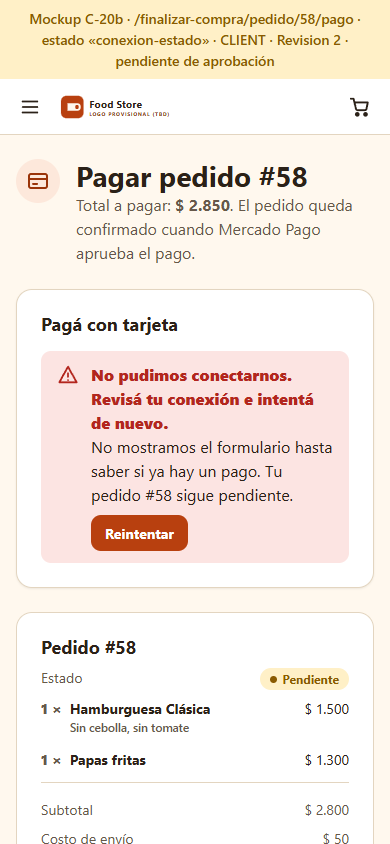 Mockup C-20b · /finalizar-compra/pedido/58/pago ·
estado «conexion-estado» · CLIENT · Revision 2 ·
pendiente de aprobación
Food Store
LOGO PROVISIONAL (TBD)
Pagar pedido #58
Total a pagar: $ 2.850. El pedido queda
confirmado cuando Mercado Pago
aprueba el pago.
Pagá con tarjeta
No pudimos conectarnos.
Revisá tu conexión e intentá
de nuevo.
No mostramos el formulario hasta
saber si ya hay un pago. Tu
pedido #58 sigue pendiente.
Reintentar
Pedido #58
Estado Pendiente
1 × Hamburguesa Clásica $ 1.500
Sin cebolla, sin tomate
1 × Papas fritas $ 1.300
Subtotal $ 2.800
Costo de envío $ 50